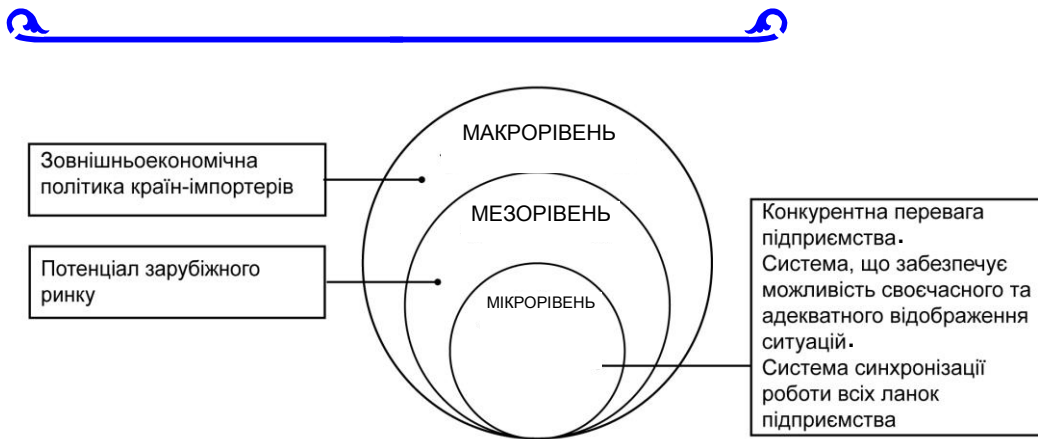 МАКРОРІВЕНЬ
Зовнішньоекономічна
політика країн-імпортерів
МЕЗОРІВЕНЬ
Потенціал зарубіжного
ринку
МІКРОРІВЕНЬ
Конкурентна перевага
підприємства.
Система, що забезпечує
можливість своєчасного та
адекватного відображення
ситуацій.
Система синхронізації
роботи всіх ланок
підприємства